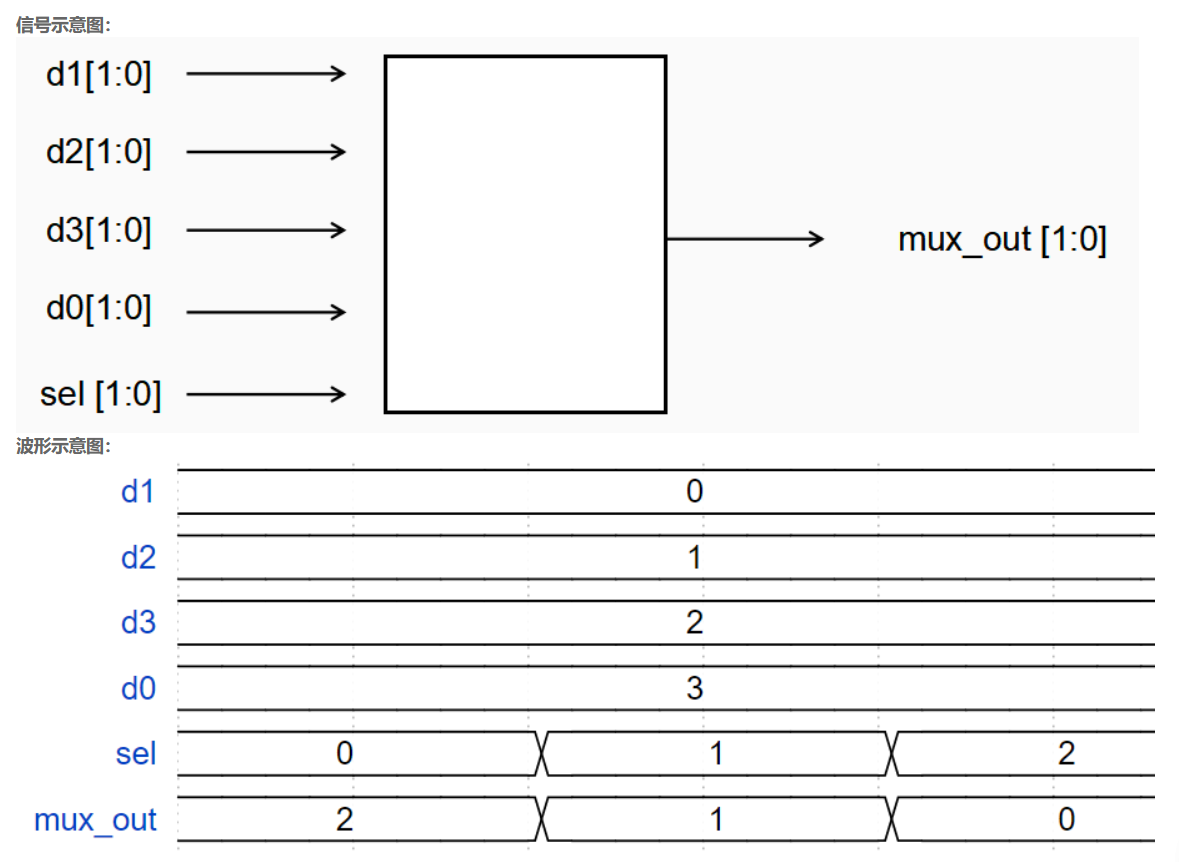 信号示意图：
d1[1:0]
d2[1:0]
d3[1:0]
d0[1:0]
sel [1:0]
mux_out [1:0]
波形示意图：
d1 0
d2 1
d3 2
d0 3
sel 0 1 2
mux_out 2 1 0